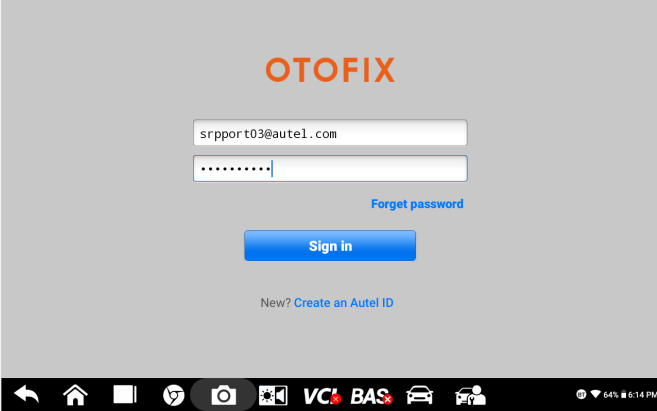 OTOFIX
srpport03@autel.com
••••••••••
Forget password
Sign in
New? Create an Autel ID
VCI BAS BT 64% 6:14 PM